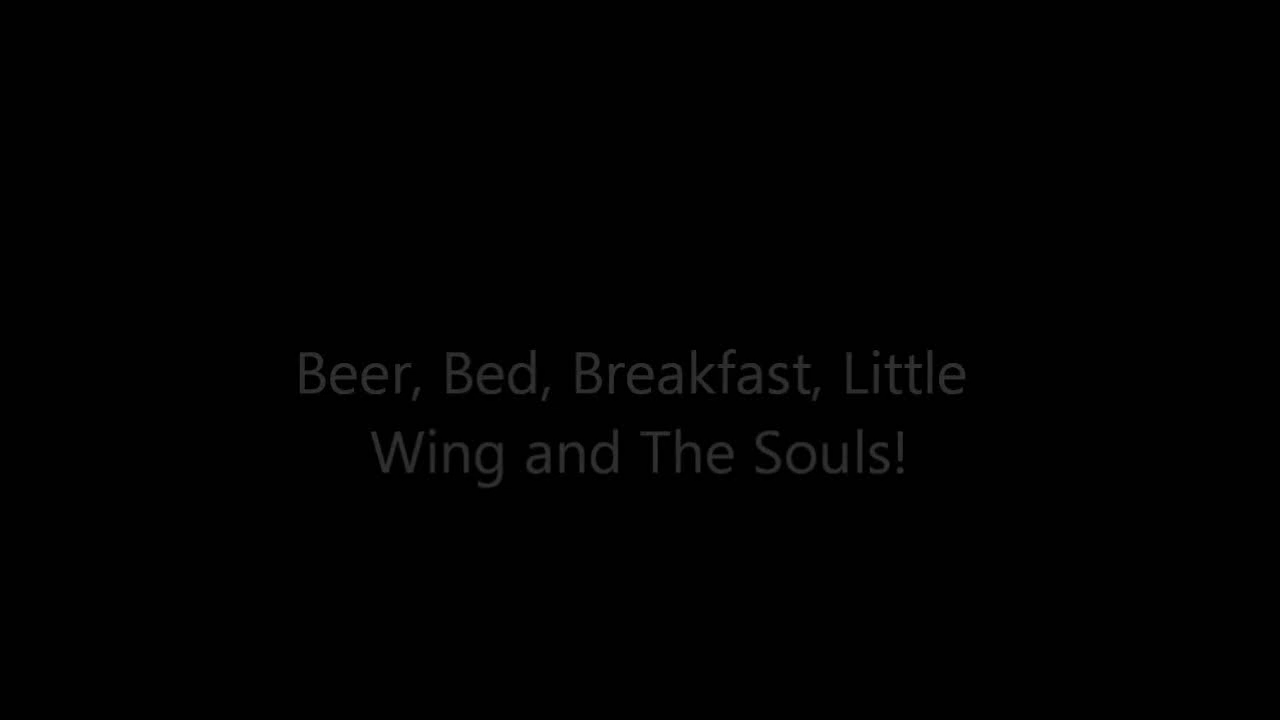 Beer, Bed, Breakfast, Little
Wing and The Souls!